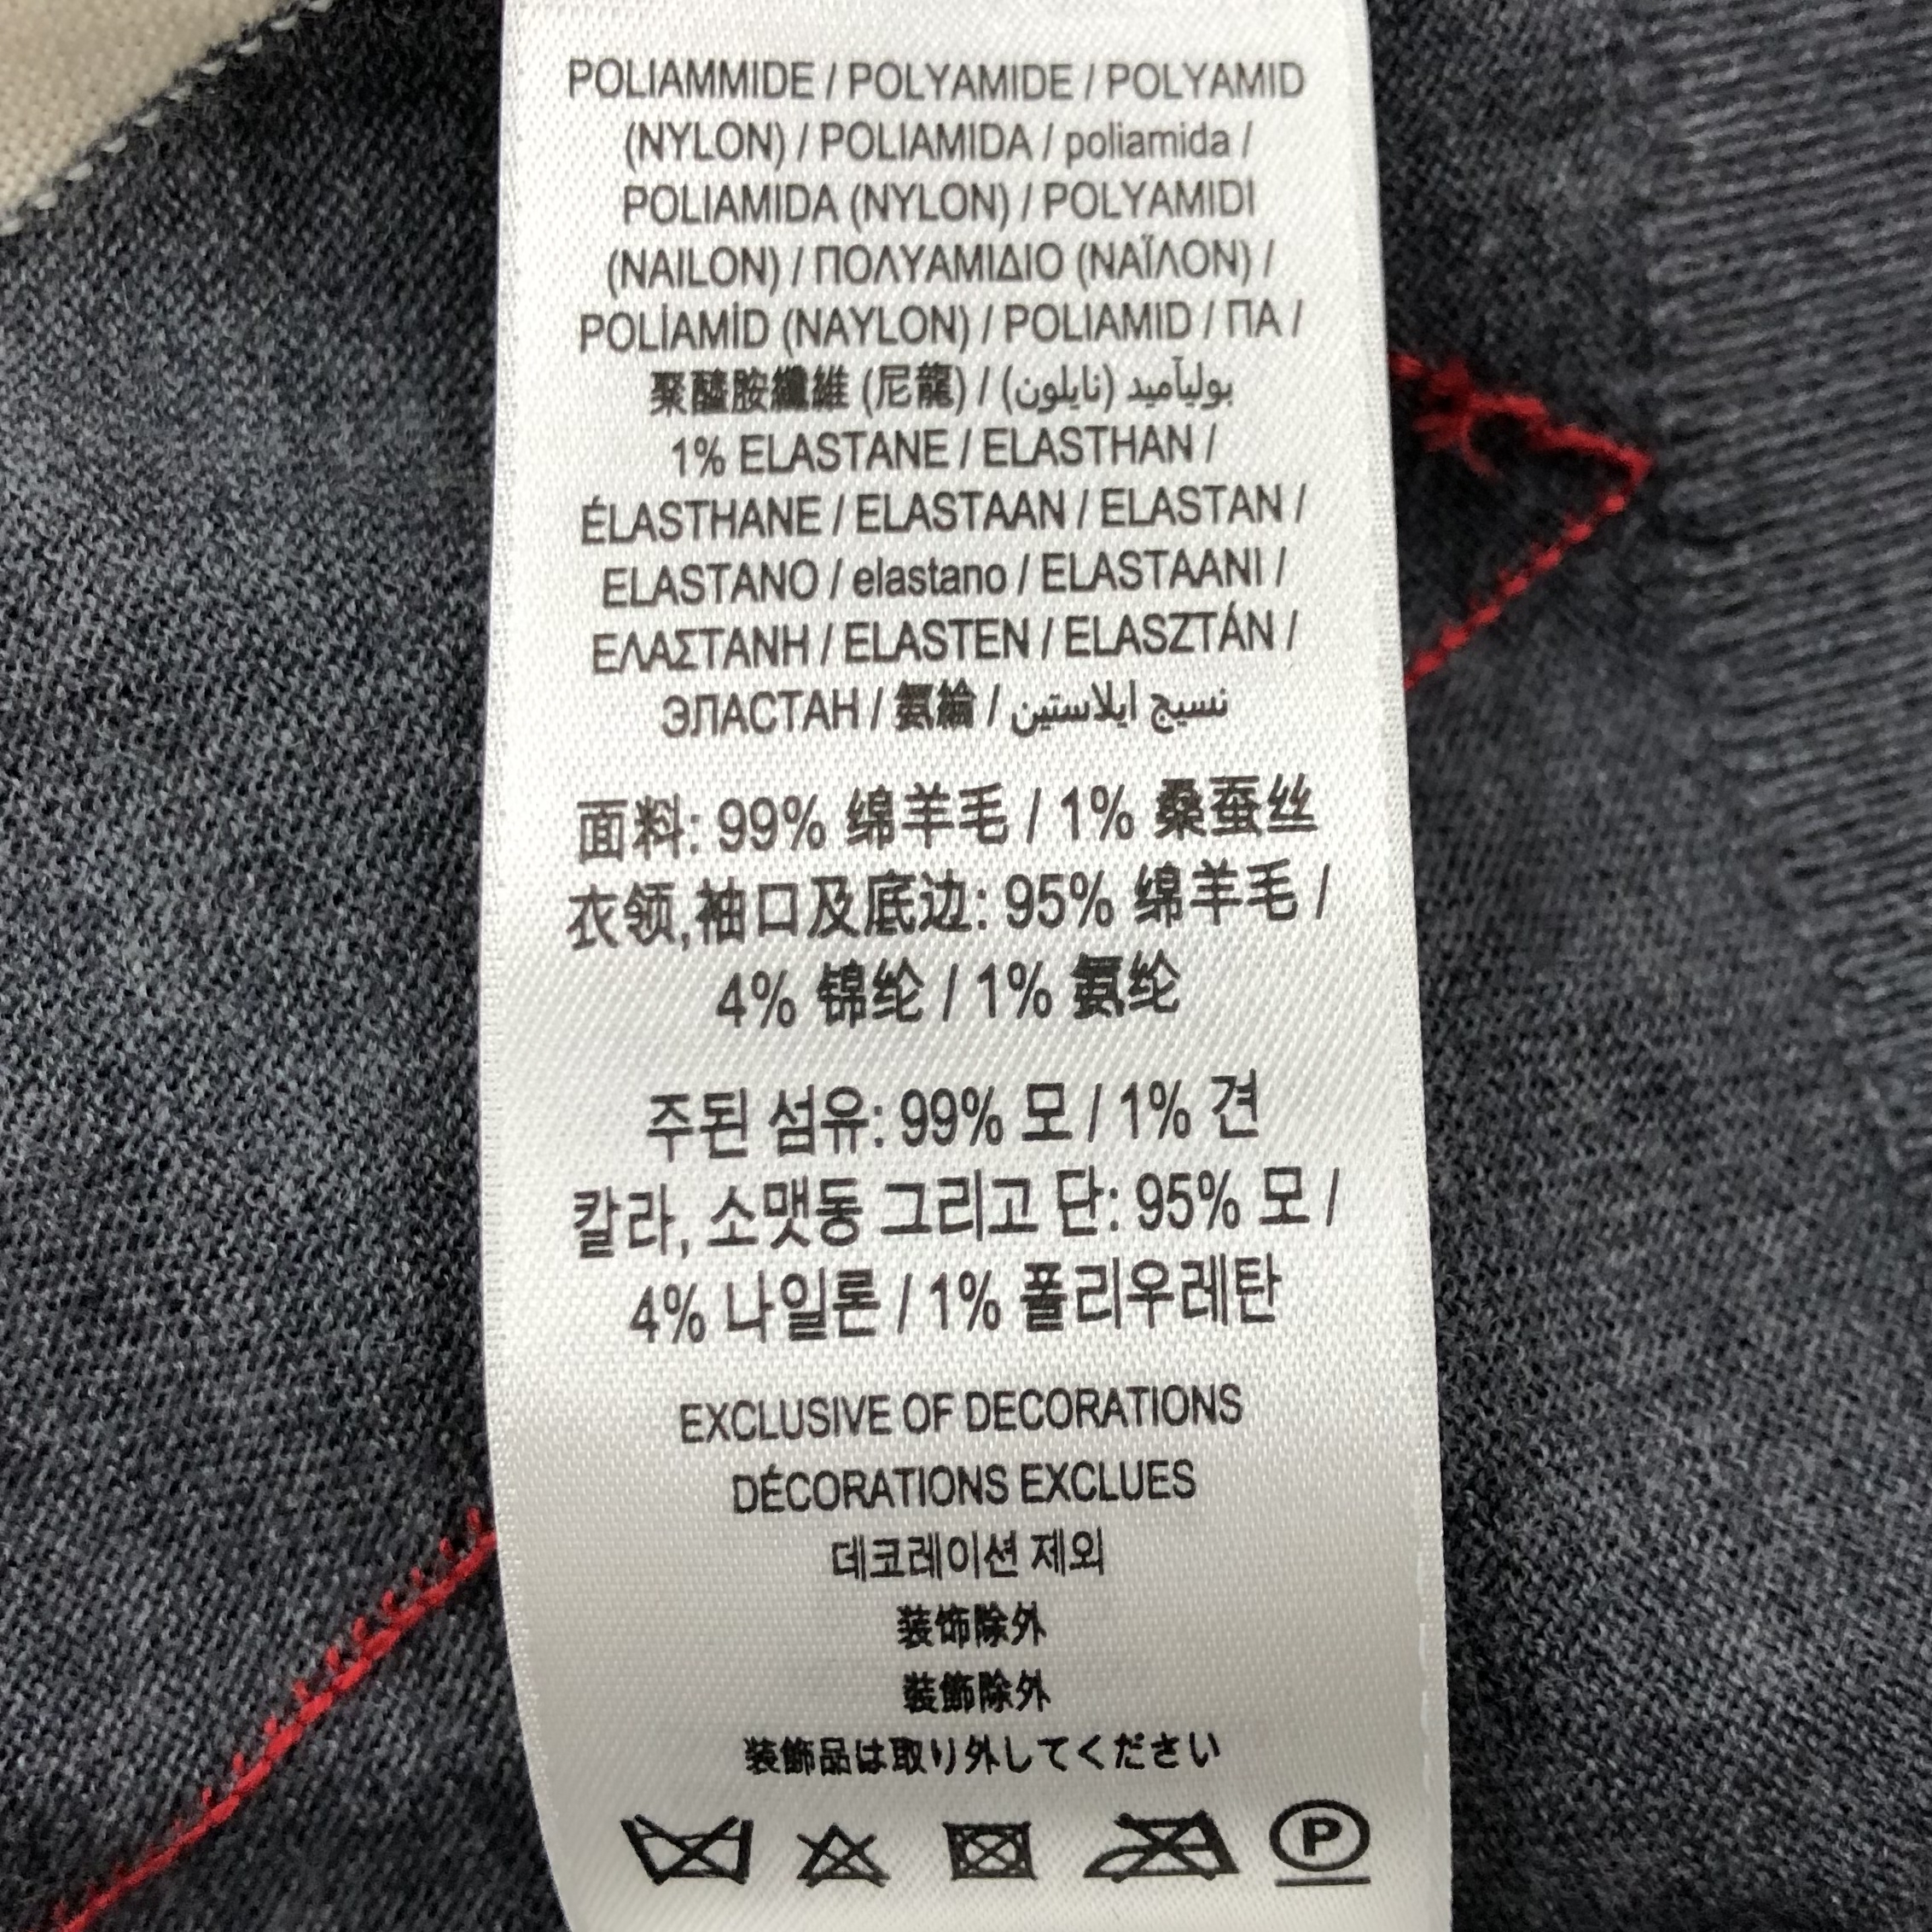 POLIAMMIDE / POLYAMIDE / POLYAMID
(NYLON) / POLIAMIDA / poliamida /
POLIAMIDA (NYLON) / POLYAMIDI
(NAILON) / ΠΟΛΥΑΜΙΔΙΟ (ΝΑΪΛΟΝ) /
POLİAMİD (NAYLON) / POLIAMID / ПА /
聚醯胺纖維 (尼龍) / بوليآميد (نايلون)
1% ELASTANE / ELASTHAN /
ÉLASTHANE / ELASTAAN / ELASTAN /
ELASTANO / elastano / ELASTAANI /
ΕΛΑΣΤΑΝΗ / ELASTEN / ELASZTÁN /
ЭЛАСТАН / 氨綸 / نسيج ايلاستين
面料: 99% 绵羊毛 / 1% 桑蚕丝
衣领,袖口及底边: 95% 绵羊毛 /
4% 锦纶 / 1% 氨纶
주된 섬유: 99% 모 / 1% 견
칼라, 소맷동 그리고 단: 95% 모 /
4% 나일론 / 1% 폴리우레탄
EXCLUSIVE OF DECORATIONS
DÉCORATIONS EXCLUES
데코레이션 제외
装饰除外
裝飾除外
装飾品は取り外してください
P